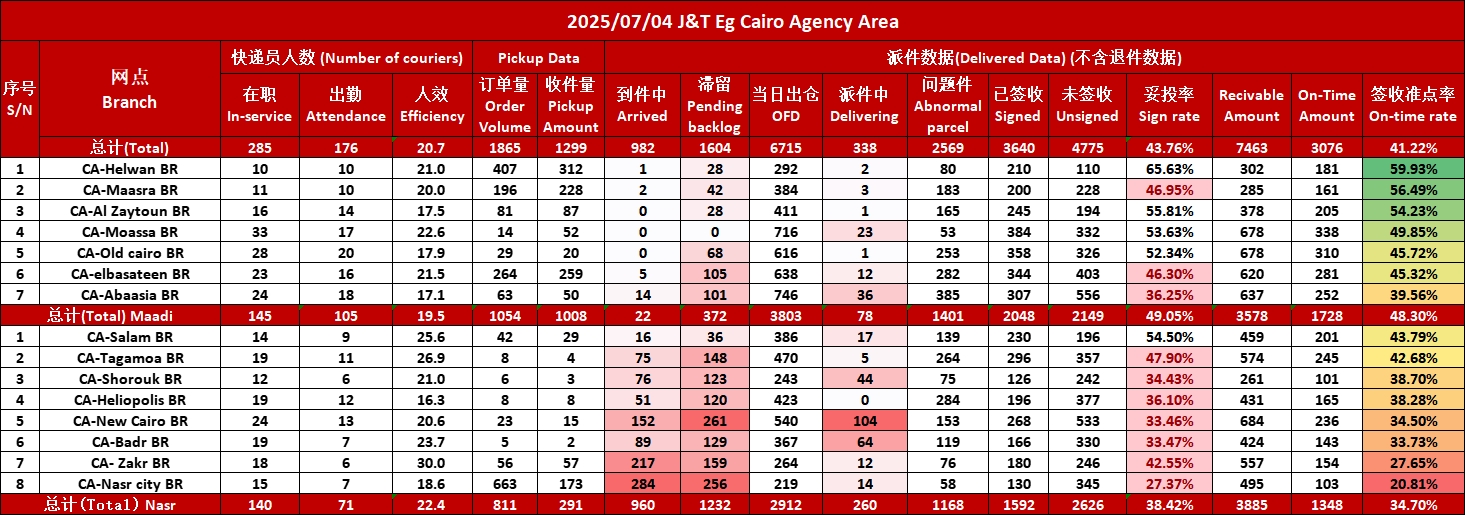 2025/07/04 J&T Eg Cairo Agency Area
序号 S/N 网点 Branch 快递员人数 (Number of couriers) Pickup Data 派件数据(Delivered Data) (不含退件数据)
在职 In-service 出勤 Attendance 人效 Efficiency 订单量 Order Volume 收件量 Pickup Amount 到件中 Arrived 滞留 Pending backlog 当日出仓 OFD 派件中 Delivering 问题件 Abnormal parcel 已签收 Signed 未签收 Unsigned 妥投率 Sign rate Recivable Amount On-Time Amount 签收准点率 On-time rate
总计(Total) 285 176 20.7 1865 1299 982 1604 6715 338 2569 3640 4775 43.76% 7463 3076 41.22%
1 CA-Helwan BR 10 10 21.0 407 312 1 28 292 2 80 210 110 65.63% 302 181 59.93%
2 CA-Maasra BR 11 10 20.0 196 228 2 42 384 3 183 200 228 46.95% 285 161 56.49%
3 CA-Al Zaytoun BR 16 14 17.5 81 87 0 28 411 1 165 245 194 55.81% 378 205 54.23%
4 CA-Moassa BR 33 17 22.6 14 52 0 0 716 23 53 384 332 53.63% 678 338 49.85%
5 CA-Old cairo BR 28 20 17.9 29 20 0 68 616 1 253 358 326 52.34% 678 310 45.72%
6 CA-elbasateen BR 23 16 21.5 264 259 5 105 638 12 282 344 403 46.30% 620 281 45.32%
7 CA-Abaasia BR 24 18 17.1 63 50 14 101 746 36 385 307 556 36.25% 637 252 39.56%
总计(Total) Maadi 145 105 19.5 1054 1008 22 372 3803 78 1401 2048 2149 49.05% 3578 1728 48.30%
1 CA-Salam BR 14 9 25.6 42 29 16 36 386 17 139 230 196 54.50% 459 201 43.79%
2 CA-Tagamoa BR 19 11 26.9 8 4 75 148 470 5 264 296 357 47.90% 574 245 42.68%
3 CA-Shorouk BR 12 6 21.0 6 3 76 123 243 44 75 126 242 34.43% 261 101 38.70%
4 CA-Heliopolis BR 19 12 16.3 8 8 51 120 423 0 284 196 377 36.10% 431 165 38.28%
5 CA-New Cairo BR 24 13 20.6 23 15 152 261 540 104 153 268 533 33.46% 684 236 34.50%
6 CA-Badr BR 19 7 23.7 5 2 89 129 367 64 119 166 330 33.47% 424 143 33.73%
7 CA- Zakr BR 18 6 30.0 56 57 217 159 264 12 76 180 246 42.55% 557 154 27.65%
8 CA-Nasr city BR 15 7 18.6 663 173 284 256 219 14 58 130 345 27.37% 495 103 20.81%
总计(Total) Nasr 140 71 22.4 811 291 960 1232 2912 260 1168 1592 2626 38.42% 3885 1348 34.70%